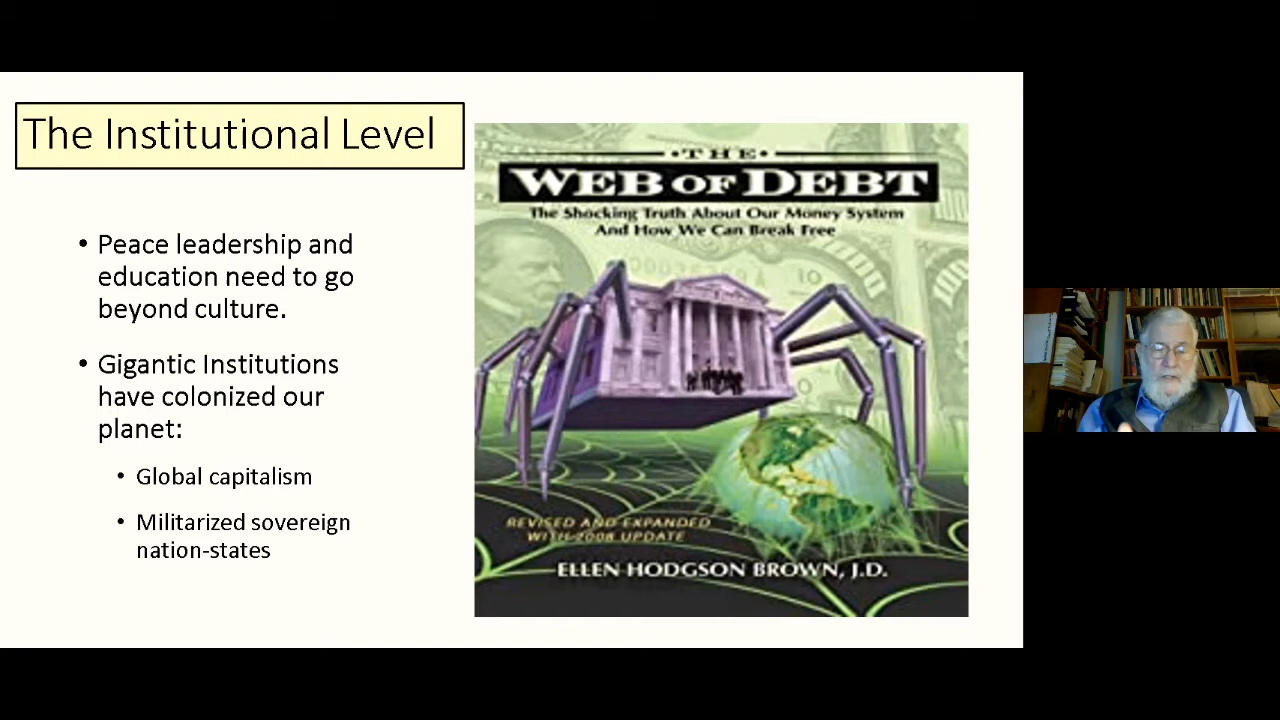 The Institutional Level
• Peace leadership and
education need to go
beyond culture.
• Gigantic Institutions
have colonized our
planet:
• Global capitalism
• Militarized sovereign
nation-states
•THE•
WEB OF DEBT
The Shocking Truth About Our Money System
And How We Can Break Free
REVISED AND EXPANDED
WITH 2008 UPDATE
ELLEN HODGSON BROWN, J.D.